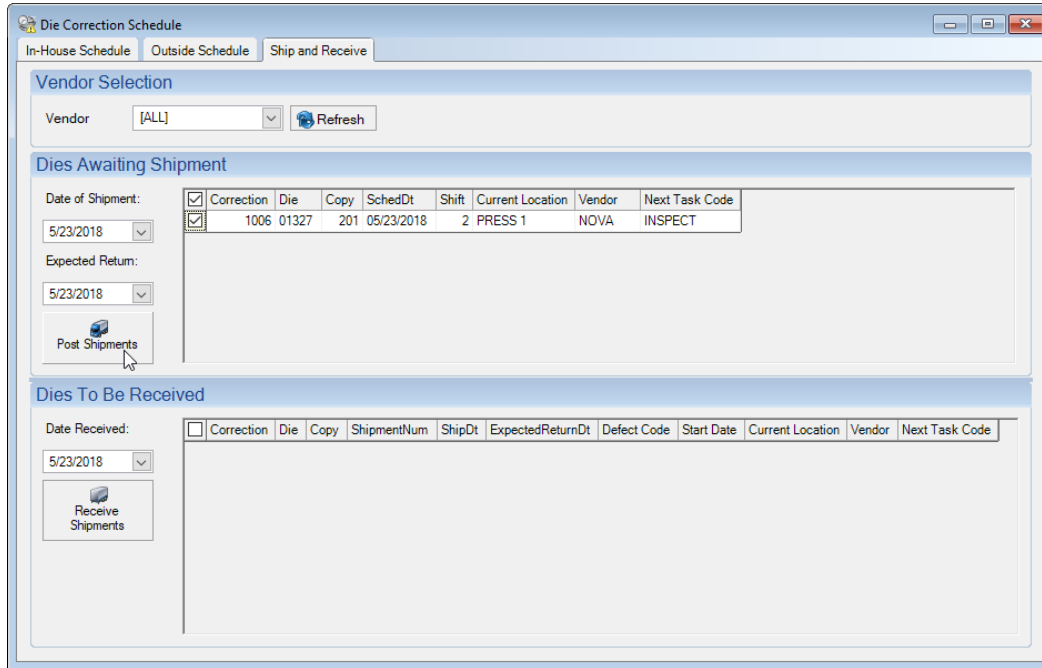 Die Correction Schedule
In-House Schedule Outside Schedule Ship and Receive
Vendor Selection
Vendor [ALL] Refresh
Dies Awaiting Shipment
Date of Shipment:
5/23/2018
Expected Return:
5/23/2018
Post Shipments
Correction Die Copy SchedDt Shift Current Location Vendor Next Task Code
1006 01327 201 05/23/2018 2 PRESS 1 NOVA INSPECT
Dies To Be Received
Date Received:
5/23/2018
Receive
Shipments
Correction Die Copy ShipmentNum ShipDt ExpectedReturnDt Defect Code Start Date Current Location Vendor Next Task Code